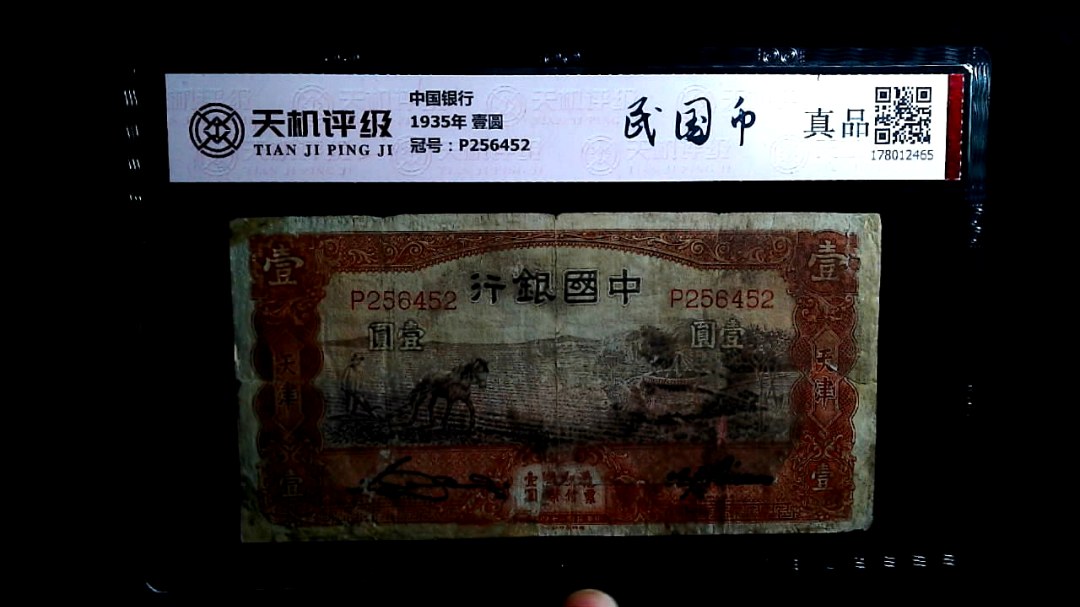 天机评级
TIAN JI PING JI
中国银行
1935年 壹圆
冠号：P256452
民国币
真品
178012465
壹
壹
行銀國中
P256452
P256452
圓壹
圓壹
天津
天津
壹
壹